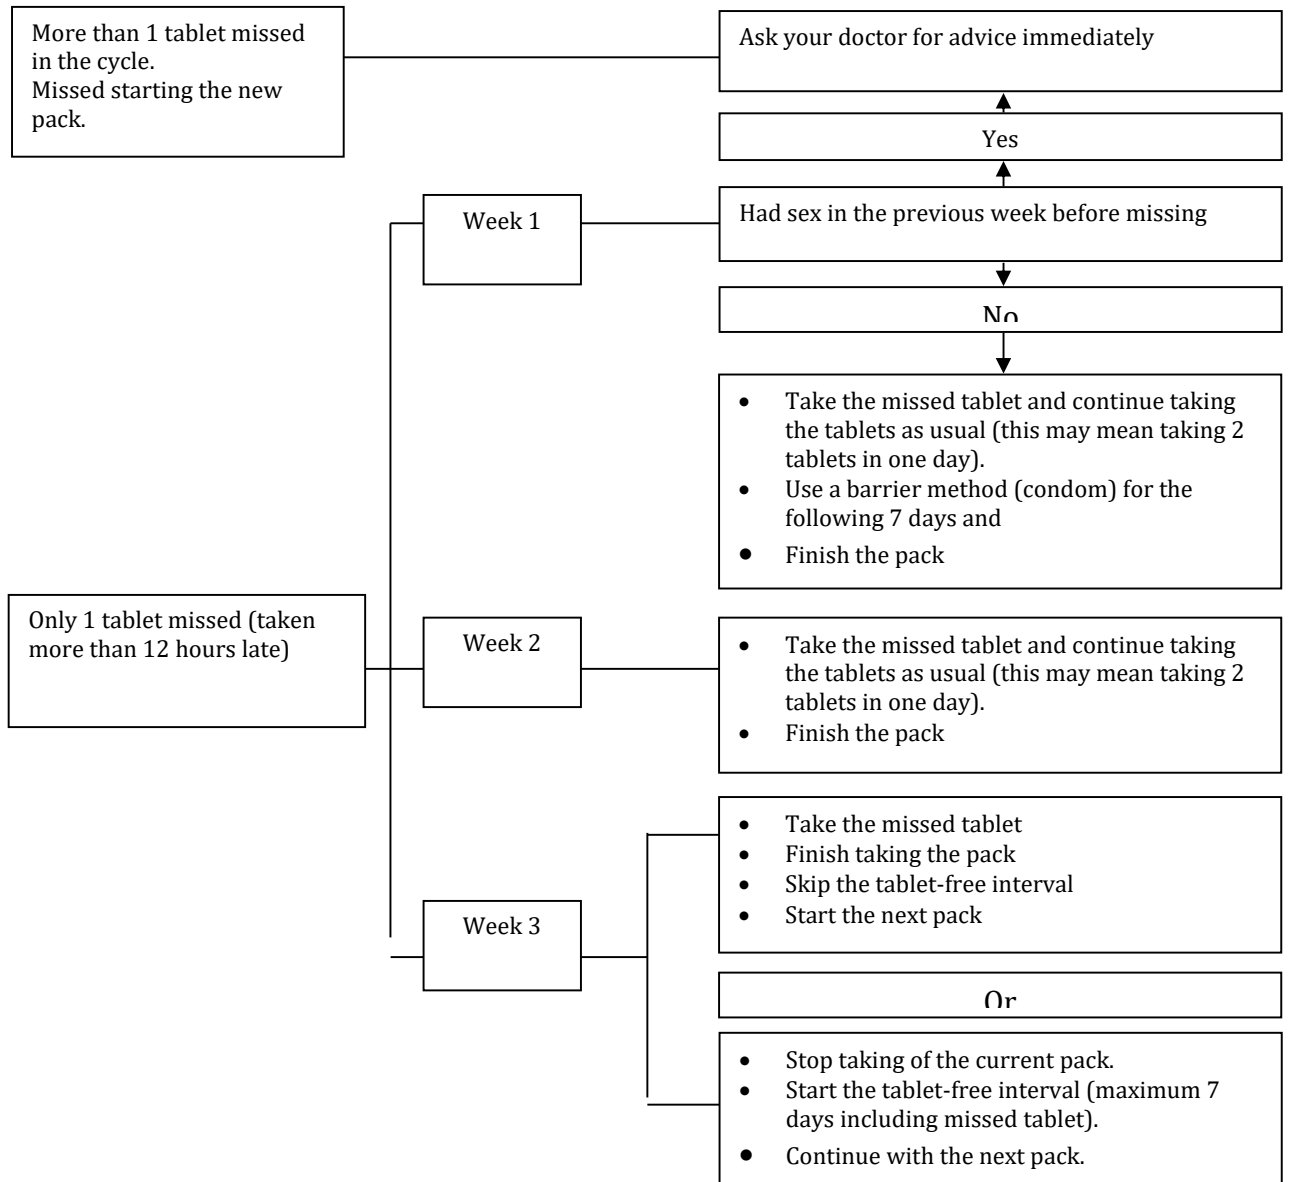 More than 1 tablet missed
in the cycle.
Missed starting the new
pack.
Ask your doctor for advice immediately
Yes
Week 1
Had sex in the previous week before missing
No
• Take the missed tablet and continue taking
the tablets as usual (this may mean taking 2
tablets in one day).
• Use a barrier method (condom) for the
following 7 days and
• Finish the pack
Only 1 tablet missed (taken
more than 12 hours late)
Week 2
• Take the missed tablet and continue taking
the tablets as usual (this may mean taking 2
tablets in one day).
• Finish the pack
Week 3
• Take the missed tablet
• Finish taking the pack
• Skip the tablet-free interval
• Start the next pack
Or
• Stop taking of the current pack.
• Start the tablet-free interval (maximum 7
days including missed tablet).
• Continue with the next pack.